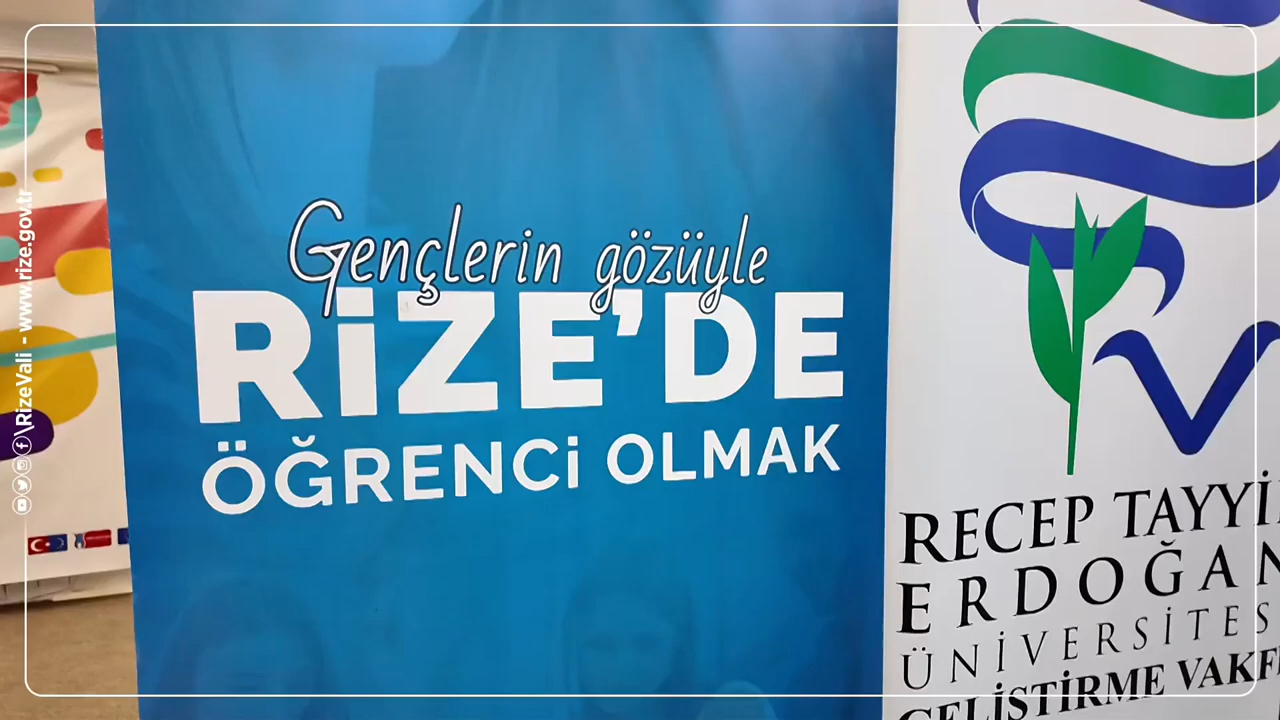 Gençlerin gözüyle
RİZE'DE
ÖĞRENCİ OLMAK
RECEP TAYYİ
ERDOĞAN
ÜNİVERSİTES
GELİŞTİRME VAKF
\RizeVali - www.rize.gov.tr